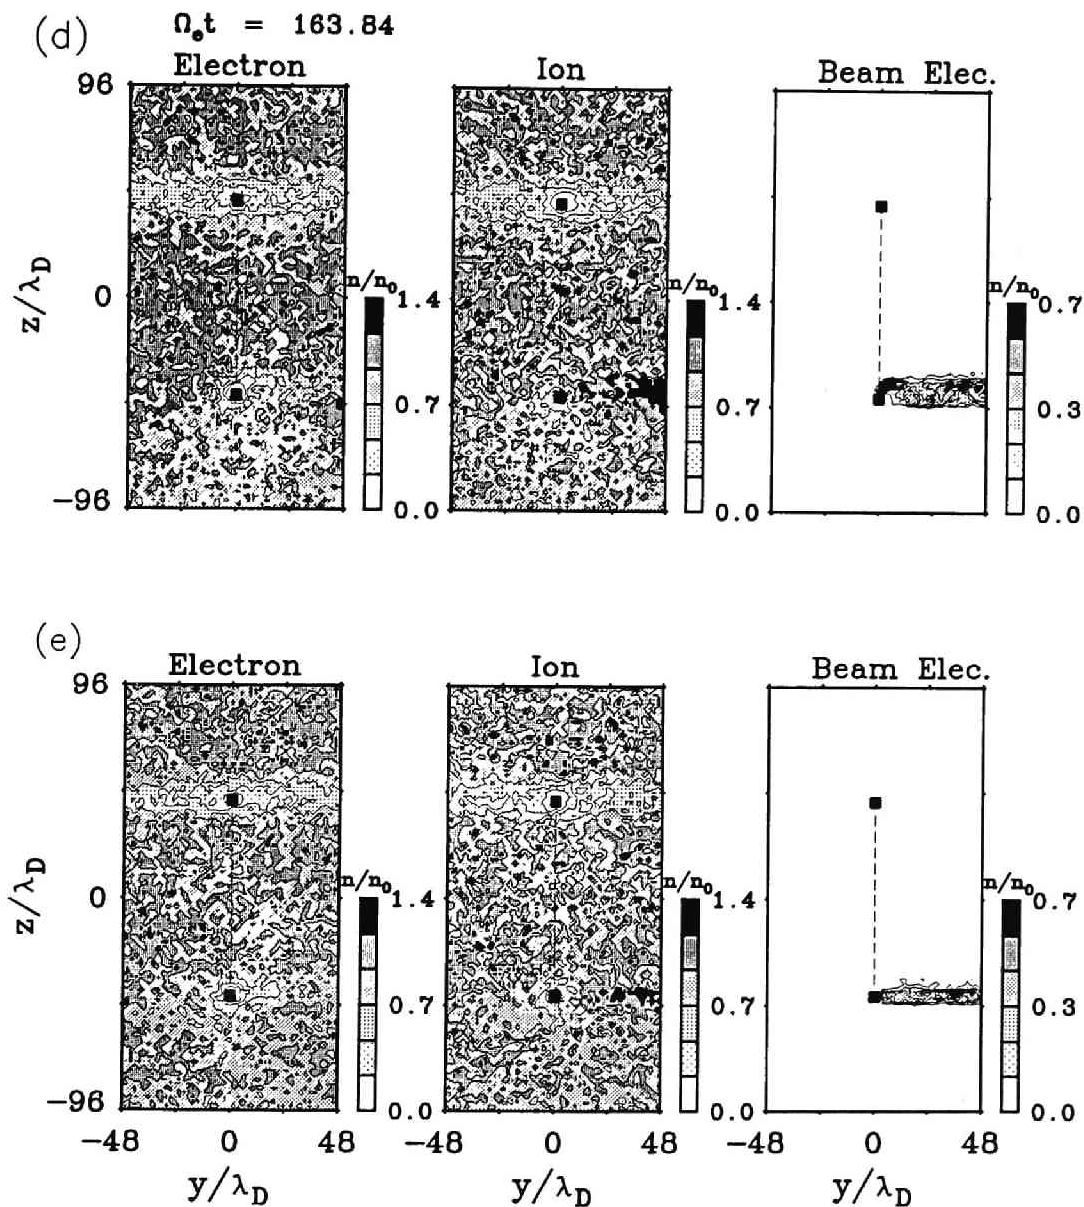 (d)
Ωet = 163.84
Electron Ion Beam Elec.
96
z/λD
0
-96
n/n0 1.4 0.7 0.0
n/n0 1.4 0.7 0.0
n/n0 0.7 0.3 0.0
(e)
Electron Ion Beam Elec.
96
z/λD
0
-96
n/n0 1.4 0.7 0.0
n/n0 1.4 0.7 0.0
n/n0 0.7 0.3 0.0
-48 0 48 -48 0 48 -48 0 48
y/λD y/λD y/λD